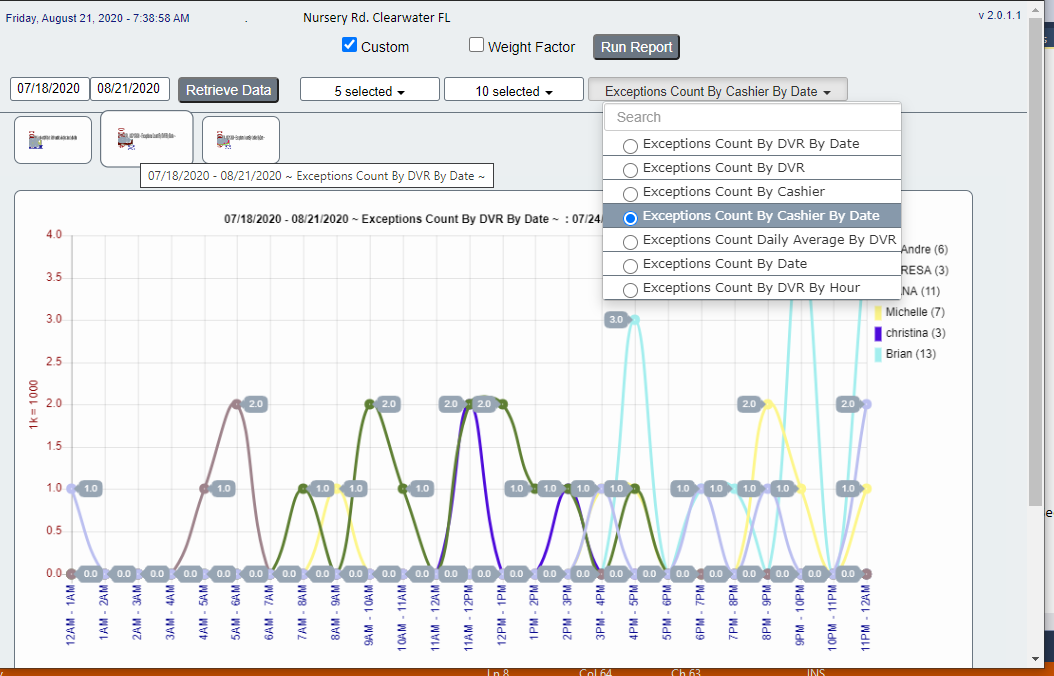 Friday, August 21, 2020 - 7:38:58 AM . Nursery Rd. Clearwater FL v 2.0.1.1
Custom Weight Factor Run Report
07/18/2020 08/21/2020 Retrieve Data 5 selected 10 selected Exceptions Count By Cashier By Date
Search
Exceptions Count By DVR By Date
Exceptions Count By DVR
Exceptions Count By Cashier
Exceptions Count By Cashier By Date
Exceptions Count Daily Average By DVR
Exceptions Count By Date
Exceptions Count By DVR By Hour
07/18/2020 - 08/21/2020 ~ Exceptions Count By DVR By Date ~
07/18/2020 - 08/21/2020 ~ Exceptions Count By DVR By Date ~ : 07/24/
Andre (6)
RESA (3)
NA (11)
Michelle (7)
christina (3)
Brian (13)
1k = 1000
4.0
3.5
3.0 3.0
2.5
2.0 2.0 2.0 2.0 2.0 2.0 2.0
1.5
1.0 1.0 1.0 1.0 1.0 1.0 1.0 1.0 1.0 1.0 1.0 1.0 1.0 1.0 1.0
0.5
0.0 0.0 0.0 0.0 0.0 0.0 0.0 0.0 0.0 0.0 0.0 0.0 0.0 0.0 0.0 0.0 0.0 0.0 0.0 0.0 0.0 0.0 0.0 0.0 0.0
12AM - 1AM
1AM - 2AM
2AM - 3AM
3AM - 4AM
4AM - 5AM
5AM - 6AM
6AM - 7AM
7AM - 8AM
8AM - 9AM
9AM - 10AM
10AM - 11AM
11AM - 12AM
11AM - 12PM
12PM - 1PM
1PM - 2PM
2PM - 3PM
3PM - 4PM
4PM - 5PM
5PM - 6PM
6PM - 7PM
7PM - 8PM
8PM - 9PM
9PM - 10PM
10PM - 11PM
11PM - 12AM
Ln 8 Col 64 Ch 63 INS